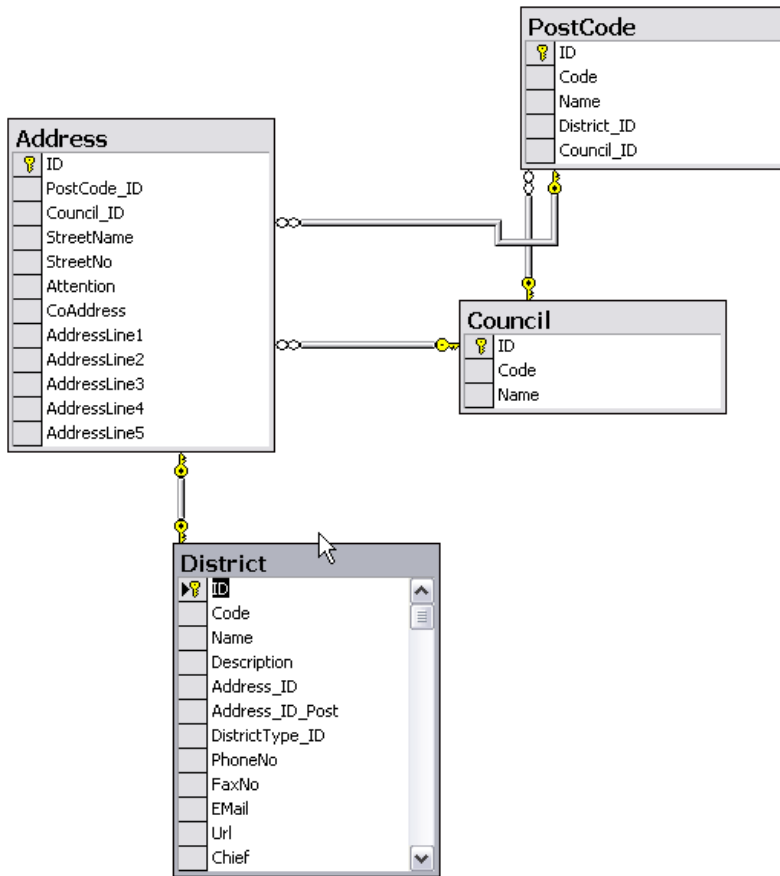 PostCode
ID
Code
Name
District_ID
Council_ID
Address
ID
PostCode_ID
Council_ID
StreetName
StreetNo
Attention
CoAddress
AddressLine1
AddressLine2
AddressLine3
AddressLine4
AddressLine5
Council
ID
Code
Name
District
ID
Code
Name
Description
Address_ID
Address_ID_Post
DistrictType_ID
PhoneNo
FaxNo
EMail
Url
Chief